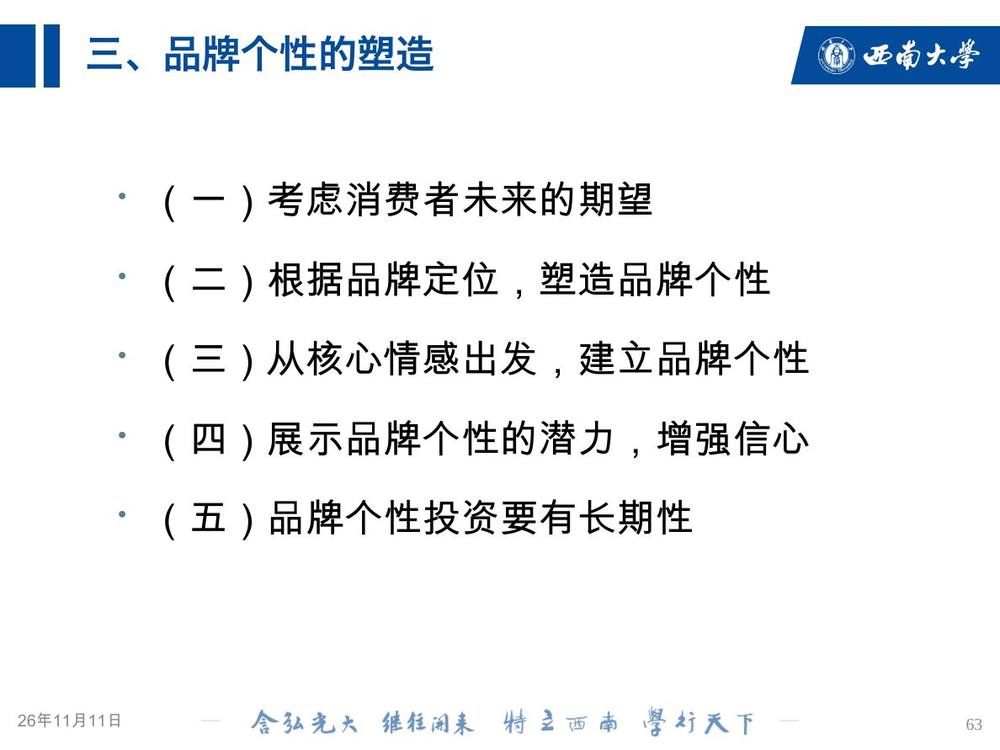 三、品牌个性的塑造
西南大学
• （一）考虑消费者未来的期望
• （二）根据品牌定位，塑造品牌个性
• （三）从核心情感出发，建立品牌个性
• （四）展示品牌个性的潜力，增强信心
• （五）品牌个性投资要有长期性
26年11月11日
含弘光大 继往开来 特立西南 学行天下
63